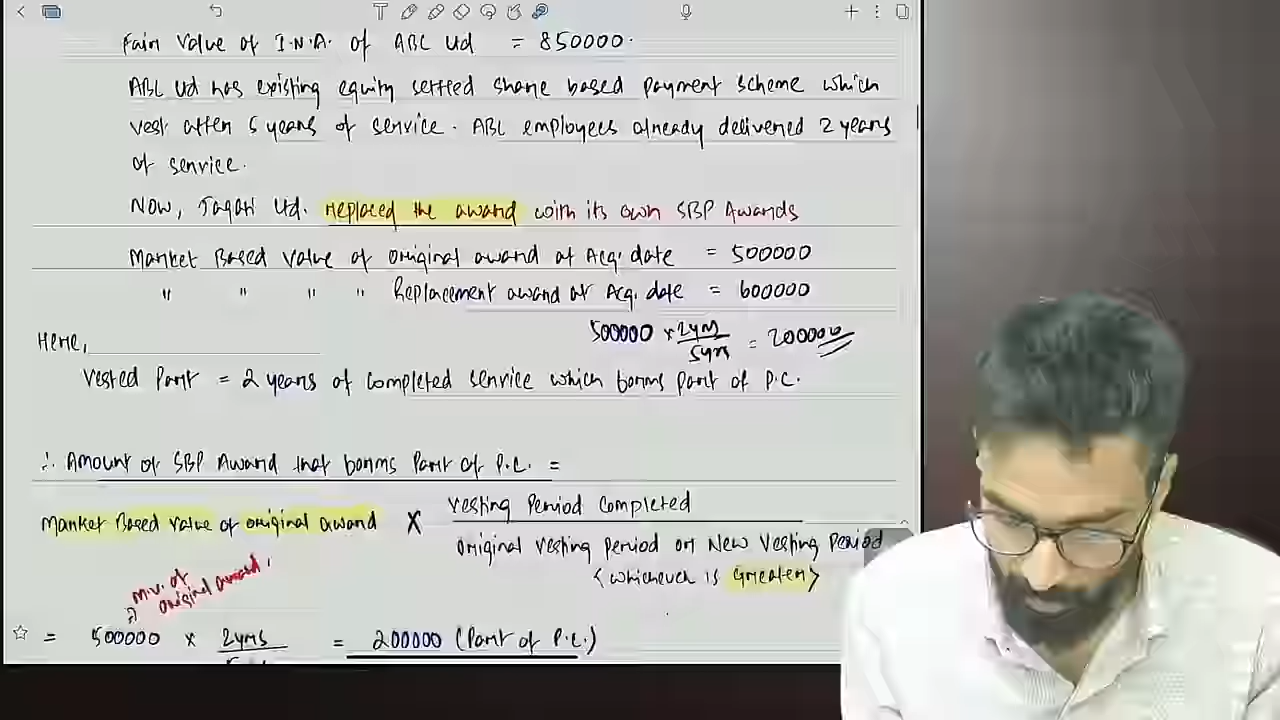 Fair Value of I.N.A. of ABC Ltd = 850000.
ABC Ltd has existing equity settled share based payment scheme which
vest after 5 years of service. ABC employees already delivered 2 years
of service.
Now, Jagan Ltd. replaced the award with its own SBP Awards
Market Based Value of original award at Acq. date = 500000
" " " " Replacement award at Acq. date = 600000
500000 x 2yrs/5yrs = 200000
Here,
Vested Part = 2 years of completed service which forms part of P.C.
∴ Amount of SBP Award that forms Part of P.C. =
Market Based Value of original award X Vesting Period Completed
original vesting Period or New Vesting Period
<whichever is Greater>
M.V. of
original award.
= 500000 x 2yrs = 200000 (Part of P.C.)